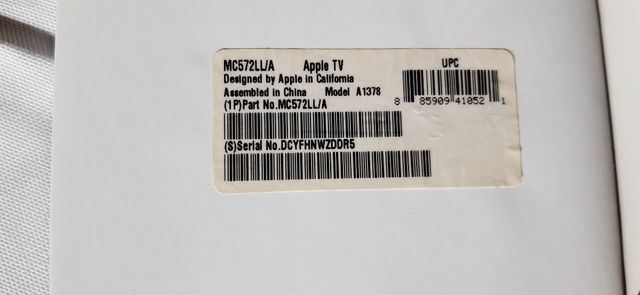 MC572LL/A Apple TV
Designed by Apple in California
Assembled in China Model A1378
(1P)Part No.MC572LL/A
(S)Serial No.DCYFHNWZDDR5
UPC
8 85909 41052 1